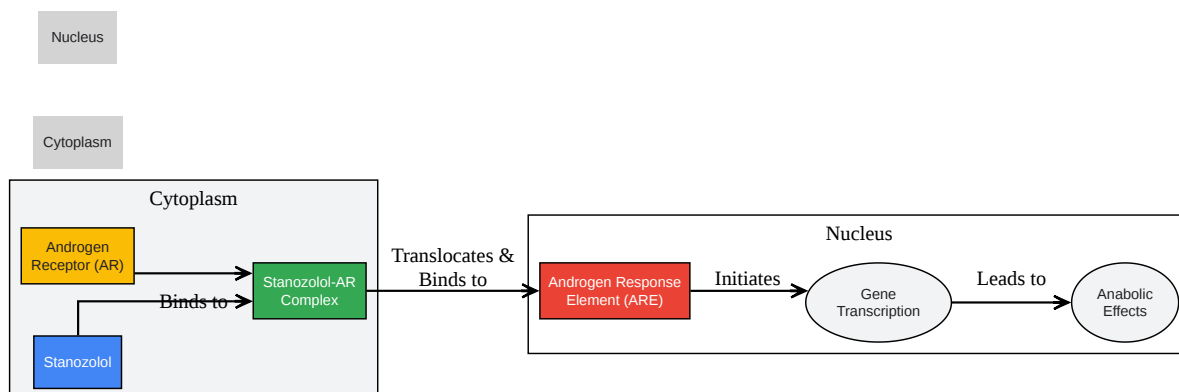 Nucleus
Cytoplasm
Cytoplasm
Androgen
Receptor (AR)
Stanozolol-AR
Complex
Binds to
Stanozolol
Translocates &
Binds to
Nucleus
Androgen Response
Element (ARE)
Initiates
Gene
Transcription
Leads to
Anabolic
Effects